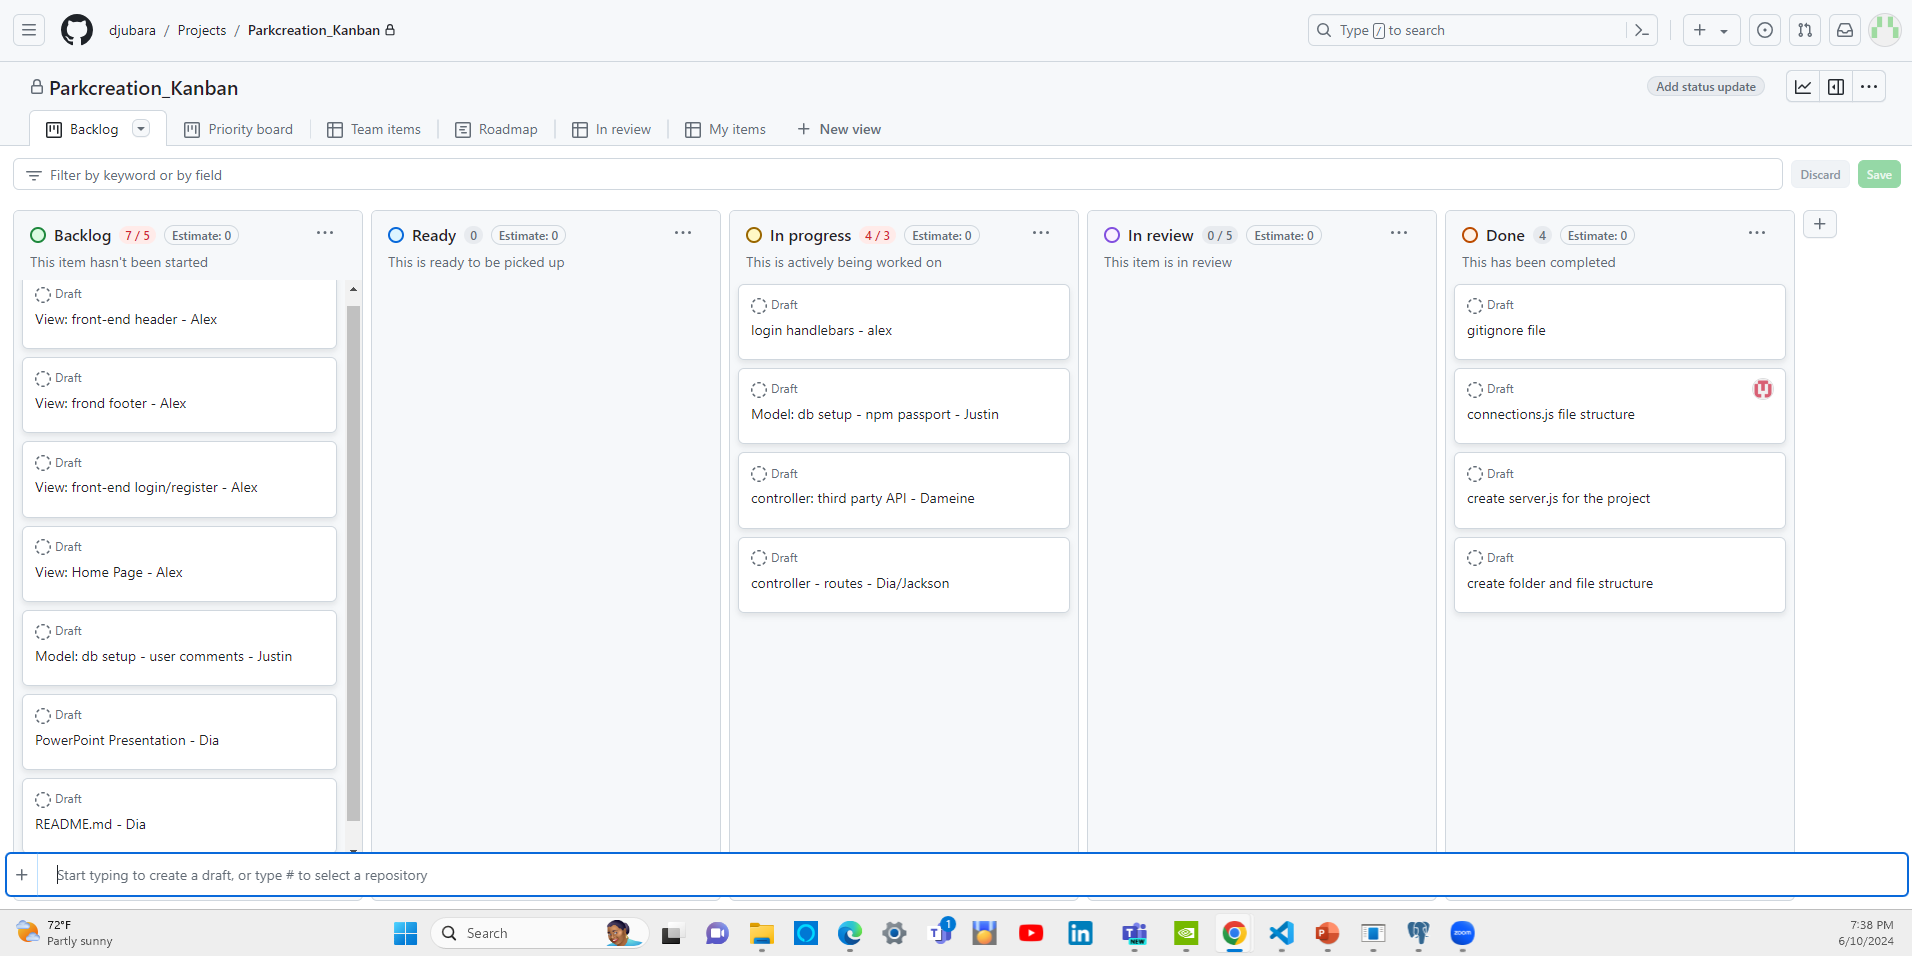 djubara / Projects / Parkcreation_Kanban
Type / to search
Parkcreation_Kanban
Add status update
Backlog
Priority board
Team items
Roadmap
In review
My items
New view
Filter by keyword or by field
Discard
Save
Backlog 7 / 5 Estimate: 0
This item hasn't been started
Draft
View: front-end header - Alex
Draft
View: frond footer - Alex
Draft
View: front-end login/register - Alex
Draft
View: Home Page - Alex
Draft
Model: db setup - user comments - Justin
Draft
PowerPoint Presentation - Dia
Draft
README.md - Dia
Ready 0 Estimate: 0
This is ready to be picked up
In progress 4 / 3 Estimate: 0
This is actively being worked on
Draft
login handlebars - alex
Draft
Model: db setup - npm passport - Justin
Draft
controller: third party API - Dameine
Draft
controller - routes - Dia/Jackson
In review 0 / 5 Estimate: 0
This item is in review
Done 4 Estimate: 0
This has been completed
Draft
gitignore file
Draft
connections.js file structure
Draft
create server.js for the project
Draft
create folder and file structure
Start typing to create a draft, or type # to select a repository
72°F
Partly sunny
Search
1
NEW
zoom
7:38 PM
6/10/2024